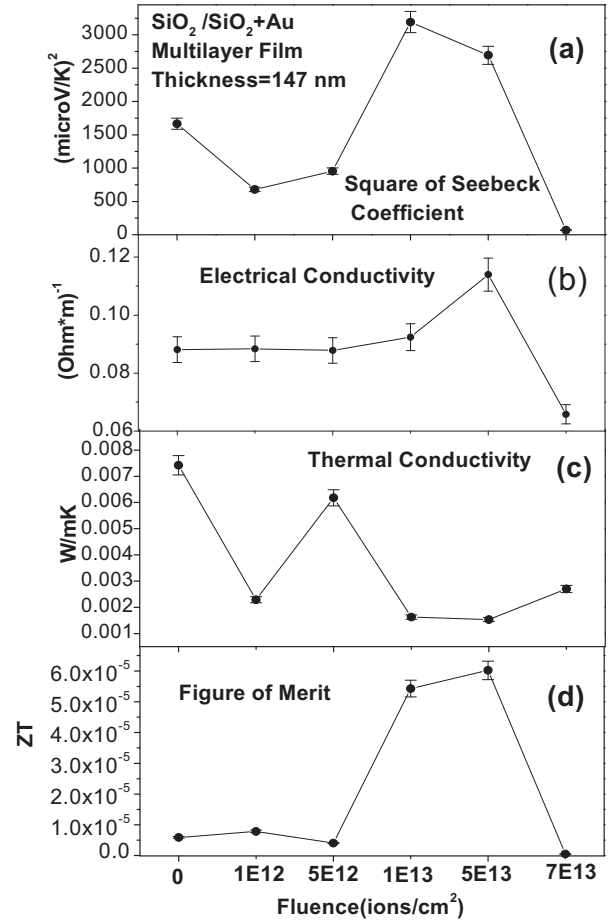 SiO₂ /SiO₂+Au
Multilayer Film
Thickness=147 nm
(a)
3000
2500
2000
1500
1000
500
0
(microV/K)²
Square of Seebeck
Coefficient
(b)
Electrical Conductivity
0.12
0.10
0.08
0.06
(Ohm*m)⁻¹
(c)
Thermal Conductivity
0.008
0.007
0.006
0.005
0.004
0.003
0.002
0.001
W/mK
(d)
Figure of Merit
6.0x10⁻⁵
5.0x10⁻⁵
4.0x10⁻⁵
3.0x10⁻⁵
2.0x10⁻⁵
1.0x10⁻⁵
0.0
ZT
0 1E12 5E12 1E13 5E13 7E13
Fluence(ions/cm²)